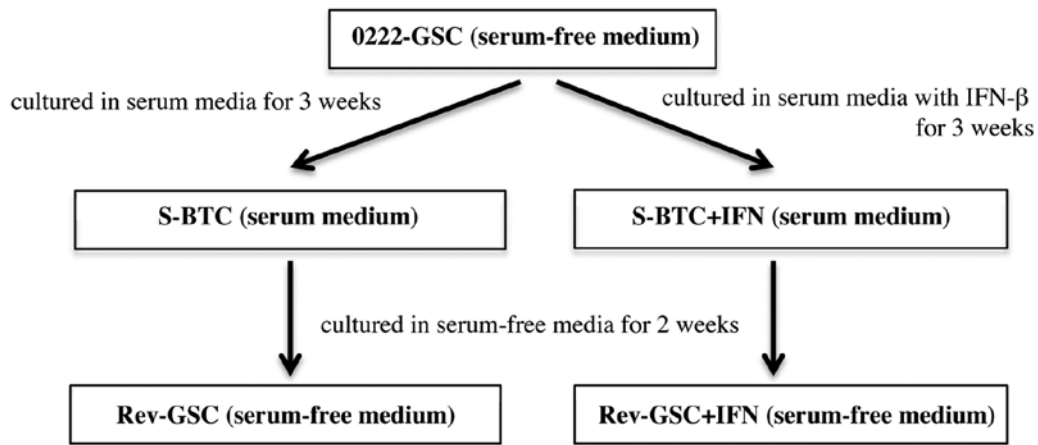 0222-GSC (serum-free medium)
cultured in serum media for 3 weeks
cultured in serum media with IFN-β
for 3 weeks
S-BTC (serum medium)
S-BTC+IFN (serum medium)
cultured in serum-free media for 2 weeks
Rev-GSC (serum-free medium)
Rev-GSC+IFN (serum-free medium)